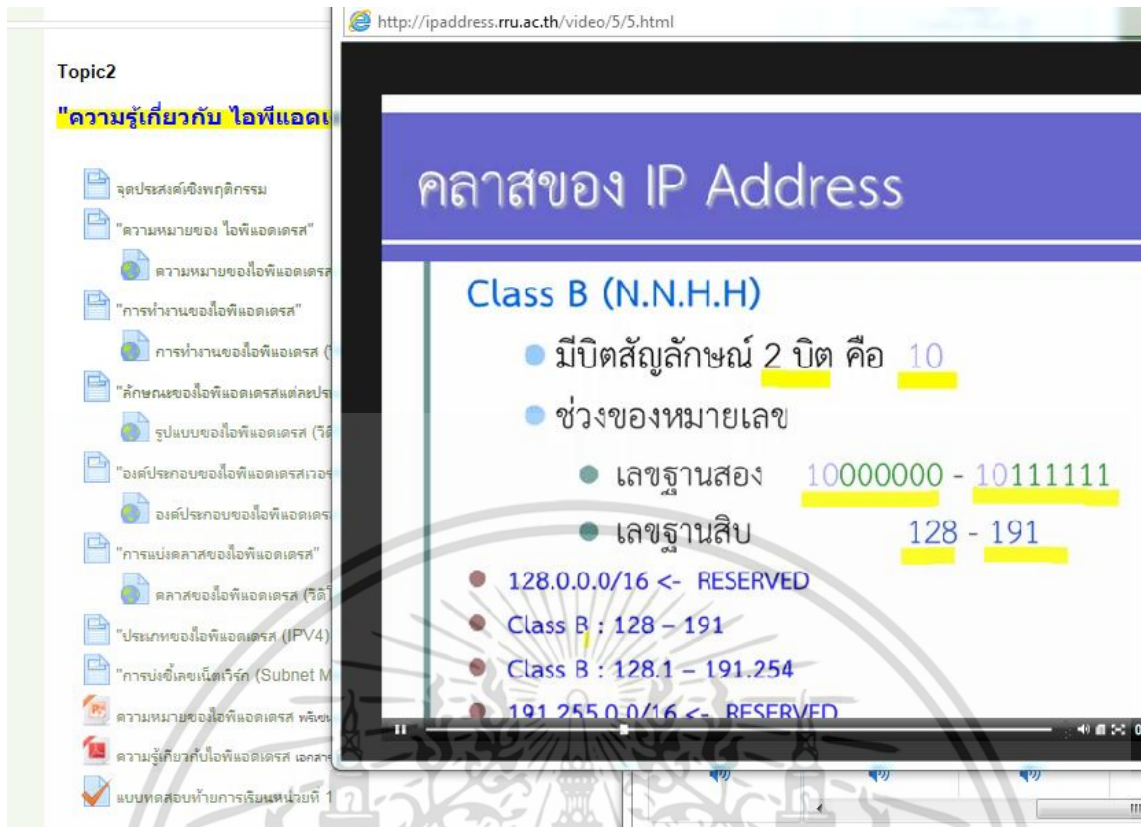 http://ipaddress.rru.ac.th/video/5/5.html
Topic2
"ความรู้เกี่ยวกับ ไอพีแอดเ
จุดประสงค์เชิงพฤติกรรม
"ความหมายของ ไอพีแอดเดรส"
ความหมายของไอพีแอดเดรส
"การทำงานของไอพีแอดเดรส"
การทำงานของไอพีแอเดรส (
"ลักษณะของไอพีแอดเดรสแต่ละประ
รูปแบบของไอพีแอดเดรส (วิดี
"องค์ประกอบของไอพีแอดเดรสเวอร
องค์ประกอบของไอพีแอดเดร
"การแบ่งคลาสของไอพีแอดเดรส"
คลาสของไอพีแอดเดรส (วิดีโ
"ประเภทของไอพีแอดเดรส (IPV4)
"การบ่งชี้เลขเน็ตเวิร์ก (Subnet M
ความหมายของไอพีแอดเดรส พรีเซน
ความรู้เกี่ยวกับไอพีแอดเดรส เอกสาร
แบบทดสอบท้ายการเรียนหน่วยที่ 1
คลาสของ IP Address
Class B (N.N.H.H)
มีบิตสัญลักษณ์ 2 บิต คือ 10
ช่วงของหมายเลข
เลขฐานสอง 10000000 - 10111111
เลขฐานสิบ 128 - 191
128.0.0.0/16 <- RESERVED
Class B : 128 – 191
Class B : 128.1 – 191.254
191.255.0.0/16 <- RESERVED